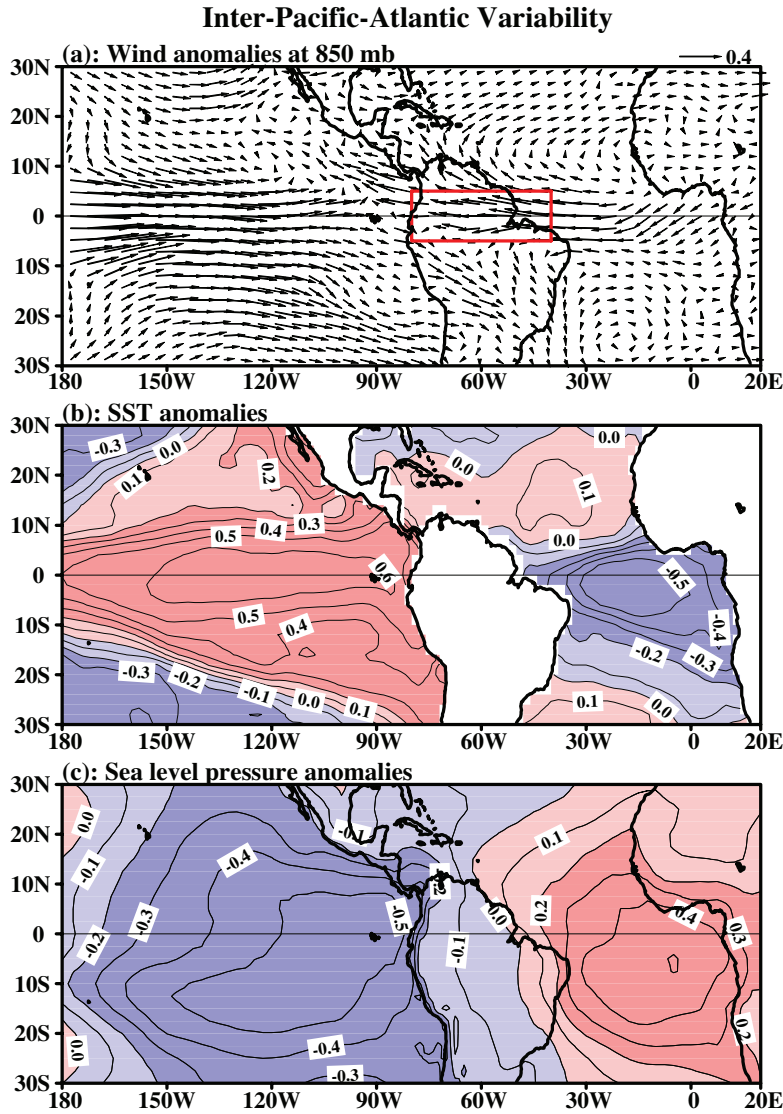 Inter-Pacific-Atlantic Variability
(a): Wind anomalies at 850 mb
0.4
30N
20N
10N
0
10S
20S
30S
180 150W 120W 90W 60W 30W 0 20E
(b): SST anomalies
30N
20N
10N
0
10S
20S
30S
-0.3
0.0
0.1
0.2
0.3
0.4
0.5
0.6
0.5
0.4
-0.3
-0.2
-0.1
0.0
0.1
0.0
0.0
0.1
0.0
-0.5
-0.4
-0.2
-0.3
0.0
0.1
180 150W 120W 90W 60W 30W 0 20E
(c): Sea level pressure anomalies
30N
20N
10N
0
10S
20S
30S
0.0
-0.1
-0.2
-0.3
-0.4
-0.1
-0.5
-0.1
0.0
0.1
0.2
0.4
0.3
0.0
-0.4
-0.3
0.2
180 150W 120W 90W 60W 30W 0 20E